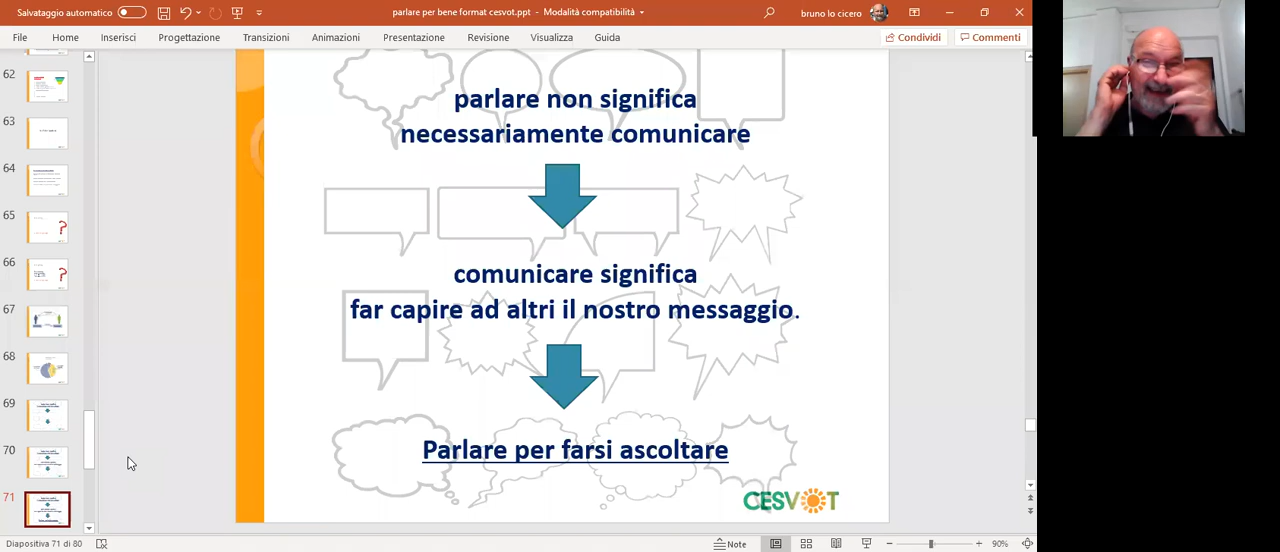 Salvataggio automatico
parlare per bene format cesvot.ppt - Modalità compatibilità
bruno lo cicero
File Home Inserisci Progettazione Transizioni Animazioni Presentazione Revisione Visualizza Guida
Condividi Commenti
62
63
64
65
66
67
68
69
70
71
parlare non significa
necessariamente comunicare
comunicare significa
far capire ad altri il nostro messaggio.
Parlare per farsi ascoltare
CESVOT
Diapositiva 71 di 80
Note
90%